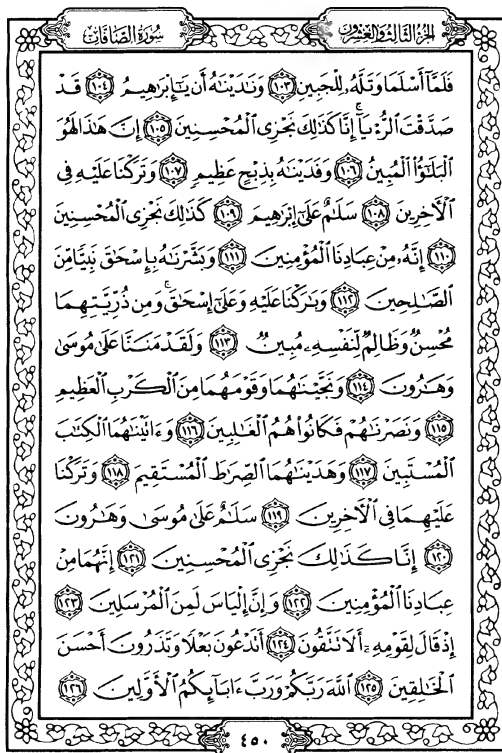 سورة الصافات
الجزء الثالث والعشرون
فَلَمَّآ أَسْلَمَا وَتَلَّهُۥ لِلْجَبِينِ ١٠٣ وَنَٰدَيْنَٰهُ أَن يَٰٓإِبْرَٰهِيمُ ١٠٤ قَدْ
صَدَّقْتَ ٱلرُّءْيَآ ۚ إِنَّا كَذَٰلِكَ نَجْزِى ٱلْمُحْسِنِينَ ١٠٥ إِنَّ هَٰذَا لَهُوَ
ٱلْبَلَٰٓؤُا۟ ٱلْمُبِينُ ١٠٦ وَفَدَيْنَٰهُ بِذِبْحٍ عَظِيمٍ ١٠٧ وَتَرَكْنَا عَلَيْهِ فِى
ٱلْأَخِرِينَ ١٠٨ سَلَٰمٌ عَلَىٰٓ إِبْرَٰهِيمَ ١٠٩ كَذَٰلِكَ نَجْزِى ٱلْمُحْسِنِينَ
١١٠ إِنَّهُۥ مِنْ عِبَادِنَا ٱلْمُؤْمِنِينَ ١١١ وَبَشَّرْنَٰهُ بِإِسْحَٰقَ نَبِيًّا مِّنَ
ٱلصَّٰلِحِينَ ١١٢ وَبَٰرَكْنَا عَلَيْهِ وَعَلَىٰٓ إِسْحَٰقَ ۚ وَمِن ذُرِّيَّتِهِمَا
مُحْسِنٌ وَظَالِمٌ لِّنَفْسِهِۦ مُبِينٌ ١١٣ وَلَقَدْ مَنَنَّا عَلَىٰ مُوسَىٰ
وَهَٰرُونَ ١١٤ وَنَجَّيْنَٰهُمَا وَقَوْمَهُمَا مِنَ ٱلْكَرْبِ ٱلْعَظِيمِ
١١٥ وَنَصَرْنَٰهُمْ فَكَانُوا۟ هُمُ ٱلْغَٰلِبِينَ ١١٦ وَءَاتَيْنَٰهُمَا ٱلْكِتَٰبَ
ٱلْمُسْتَبِينَ ١١٧ وَهَدَيْنَٰهُمَا ٱلصِّرَٰطَ ٱلْمُسْتَقِيمَ ١١٨ وَتَرَكْنَا
عَلَيْهِمَا فِى ٱلْأَخِرِينَ ١١٩ سَلَٰمٌ عَلَىٰ مُوسَىٰ وَهَٰرُونَ
١٢٠ إِنَّا كَذَٰلِكَ نَجْزِى ٱلْمُحْسِنِينَ ١٢١ إِنَّهُمَا مِنْ
عِبَادِنَا ٱلْمُؤْمِنِينَ ١٢٢ وَإِنَّ إِلْيَاسَ لَمِنَ ٱلْمُرْسَلِينَ ١٢٣
إِذْ قَالَ لِقَوْمِهِۦٓ أَلَا تَتَّقُونَ ١٢٤ أَتَدْعُونَ بَعْلًا وَتَذَرُونَ أَحْسَنَ
ٱلْخَٰلِقِينَ ١٢٥ ٱللَّهَ رَبَّكُمْ وَرَبَّ ءَابَآئِكُمُ ٱلْأَوَّلِينَ ١٢٦
٤٥٠